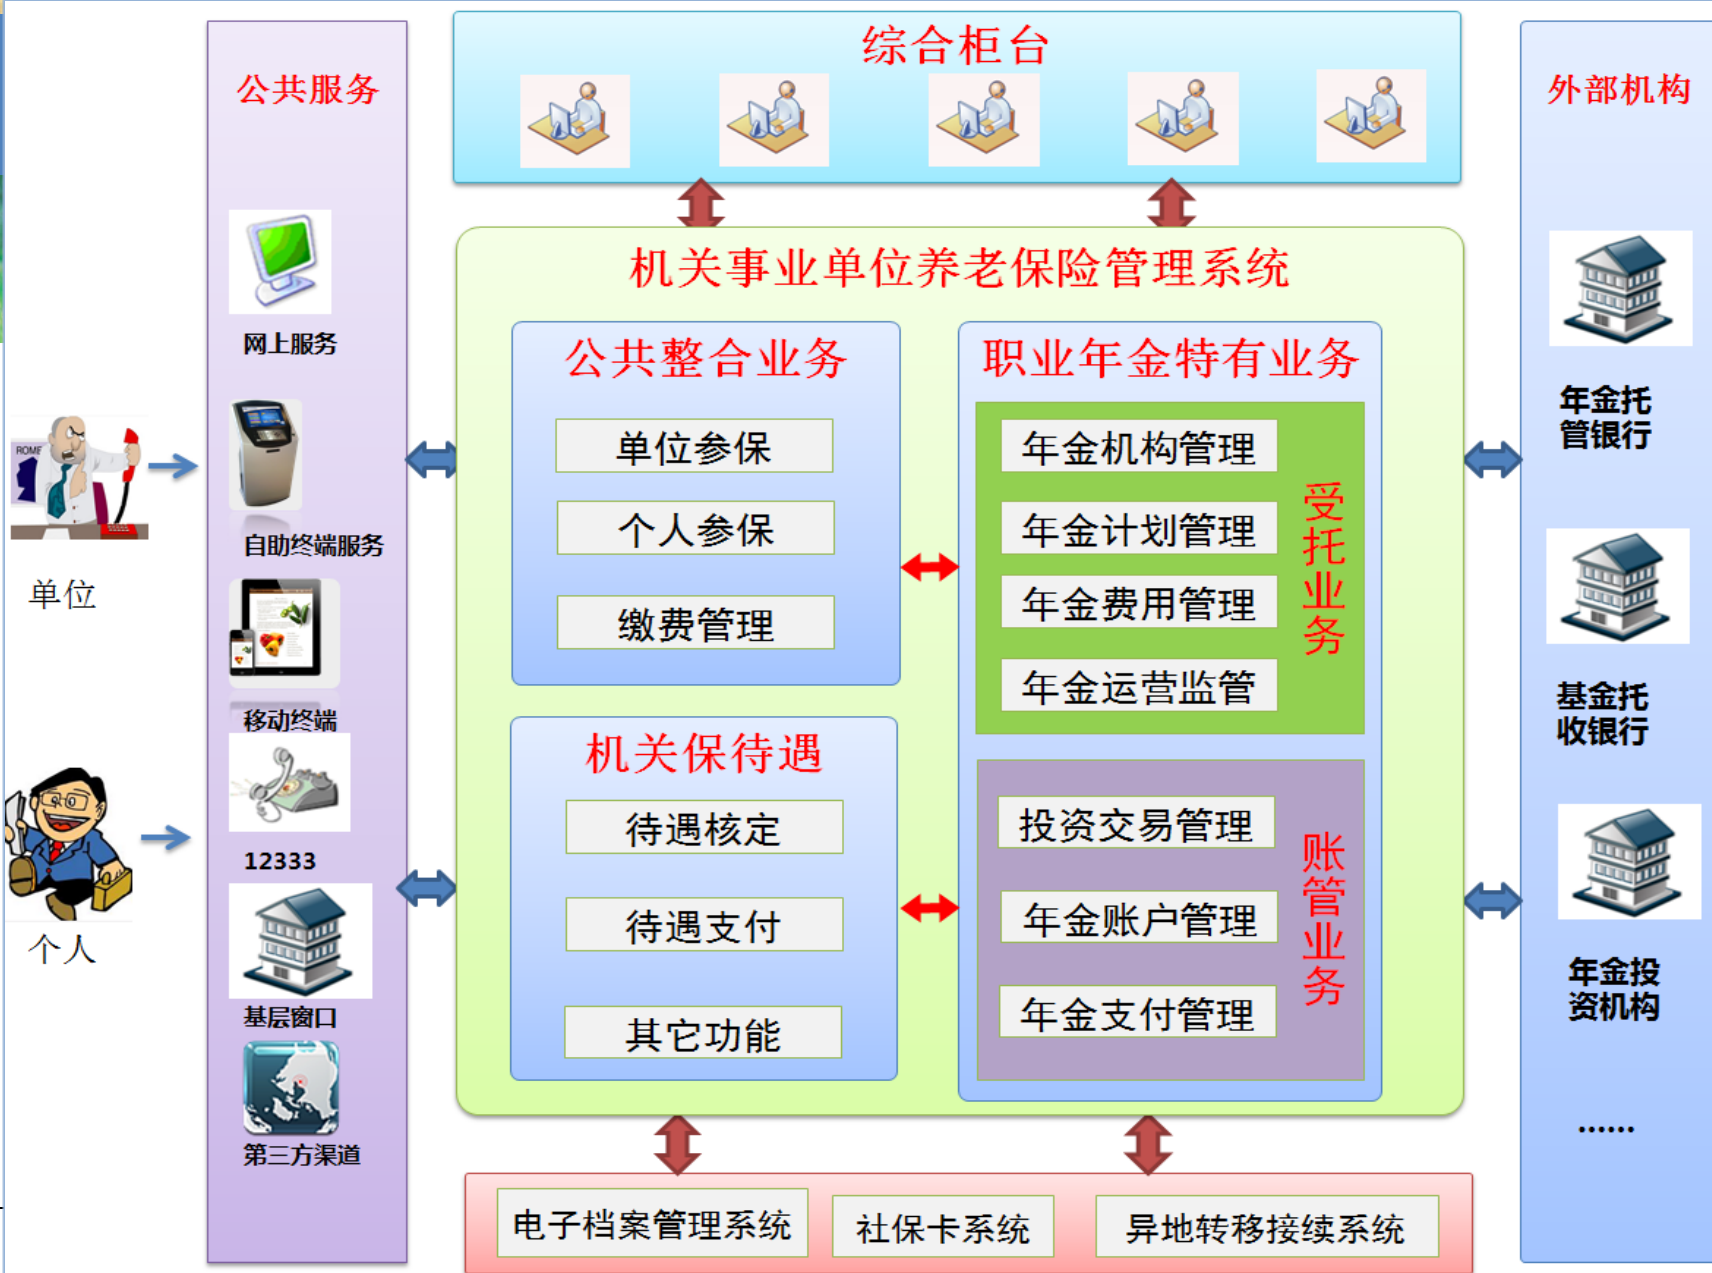 综合柜台
公共服务
网上服务
自助终端服务
移动终端
12333
基层窗口
第三方渠道
ROME
单位
个人
机关事业单位养老保险管理系统
公共整合业务
单位参保
个人参保
缴费管理
机关保待遇
待遇核定
待遇支付
其它功能
职业年金特有业务
年金机构管理
年金计划管理
年金费用管理
年金运营监管
受托业务
投资交易管理
年金账户管理
年金支付管理
账管业务
外部机构
年金托
管银行
基金托
收银行
年金投
资机构
......
电子档案管理系统
社保卡系统
异地转移接续系统